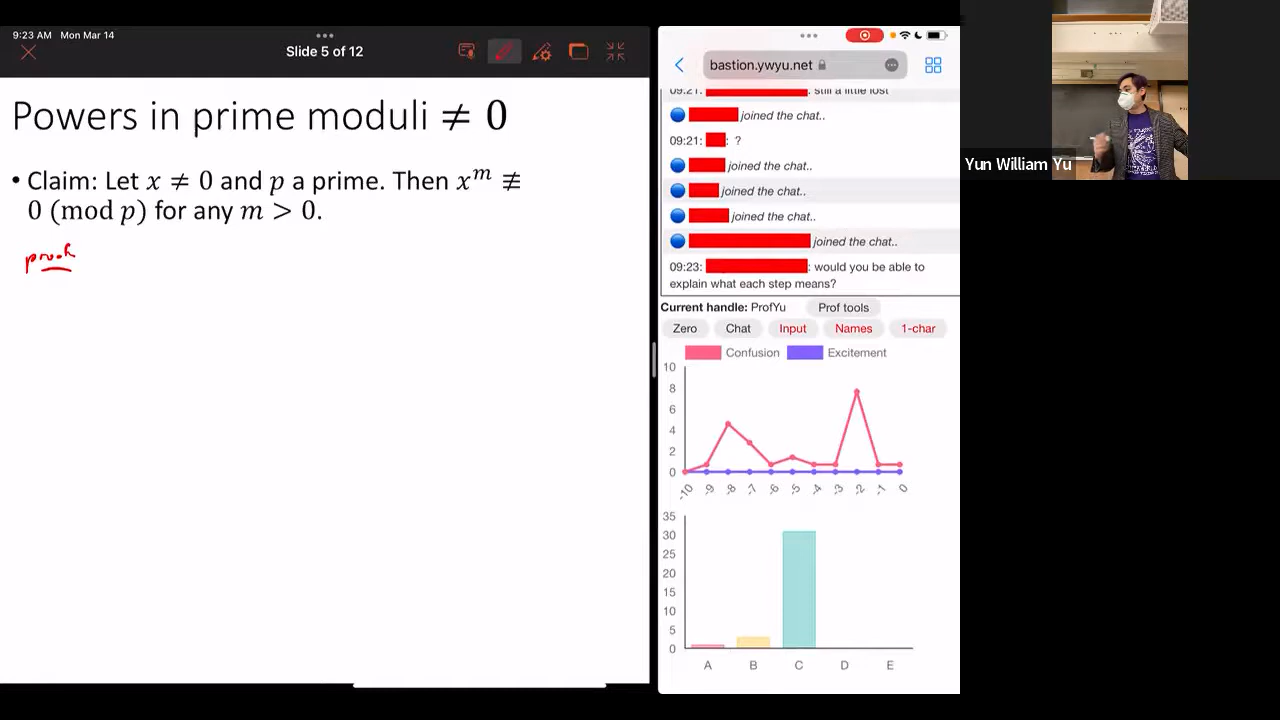 9:23 AM Mon Mar 14
Slide 5 of 12
Powers in prime moduli ≠ 0
• Claim: Let x ≠ 0 and p a prime. Then x^m ≢
0 (mod p) for any m > 0.
proof
bastion.ywyu.net
09:21: : still a little lost
joined the chat..
09:21: : ?
joined the chat..
joined the chat..
joined the chat..
joined the chat..
09:23: : would you be able to
explain what each step means?
Current handle: ProfYu Prof tools
Zero Chat Input Names 1-char
Confusion Excitement
10
8
6
4
2
0
-10 -9 -8 -7 -6 -5 -4 -3 -2 -1 0
35
30
25
20
15
10
5
0
A B C D E
Yun William Yu